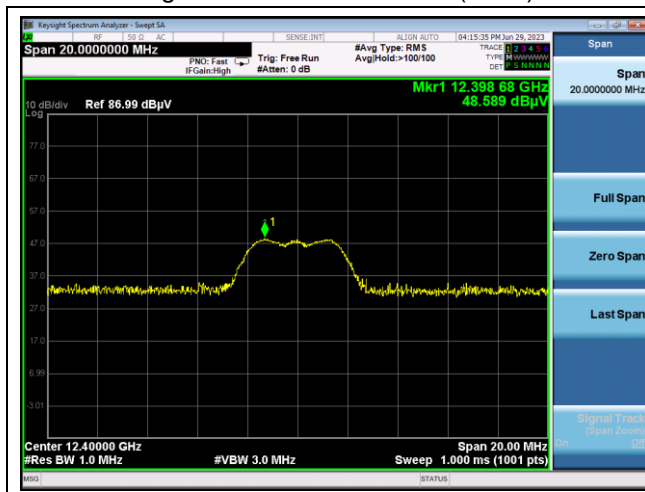 Keysight Spectrum Analyzer - Swept SA
RF 50 Ω AC SENSE:INT ALIGN AUTO 04:15:35 PM Jun 29, 2023
Span 20.0000000 MHz
PNO: Fast
IFGain:High
Trig: Free Run
#Atten: 0 dB
#Avg Type: RMS
Avg|Hold:>100/100
TRACE 1 2 3 4 5 6
TYPE M WWWWW
DET P S N N N N
Mkr1 12.398 68 GHz
48.589 dBµV
10 dB/div Ref 86.99 dBµV
Log
77.0
67.0
57.0
47.0
37.0
27.0
17.0
6.99
-3.01
1
Center 12.40000 GHz Span 20.00 MHz
#Res BW 1.0 MHz #VBW 3.0 MHz Sweep 1.000 ms (1001 pts)
MSG STATUS
Span
Span
20.0000000 MHz
Full Span
Zero Span
Last Span
Signal Track
(Span Zoom)
On Off